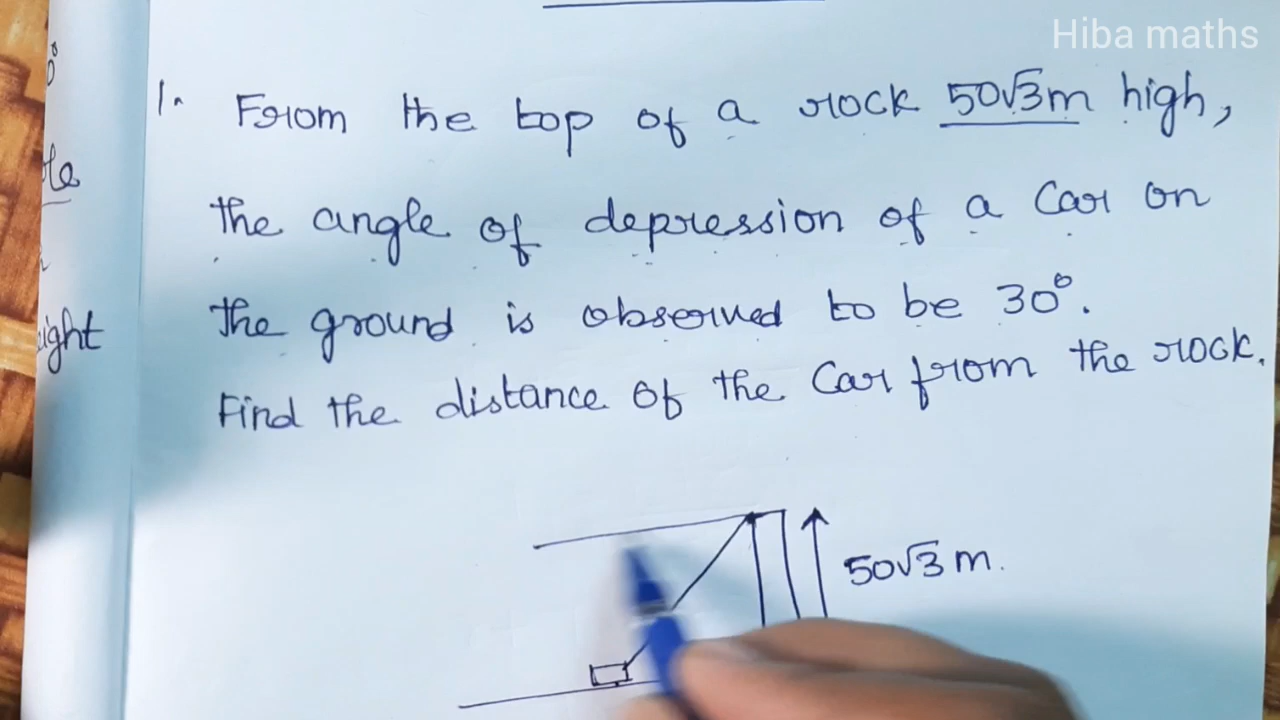 Hiba maths
1. From the top of a rock 50√3m high,
the angle of depression of a Car on
the ground is observed to be 30°.
Find the distance of the Car from the rock.
50√3 m.